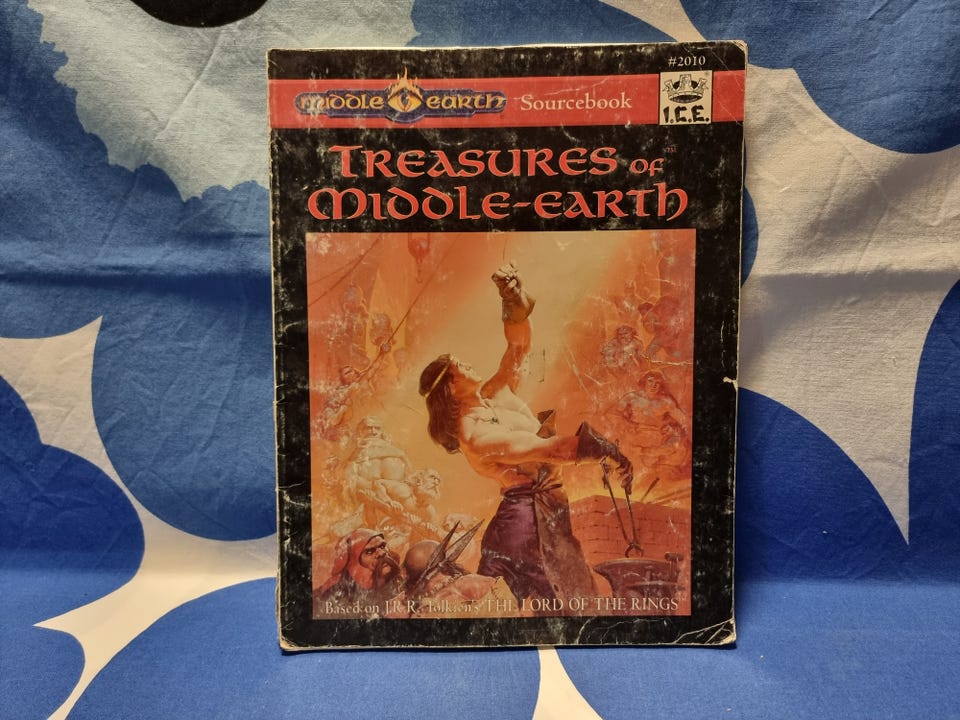 #2010
MIDDLE EARTH Sourcebook
I.C.E.
TREASURES OF
MIDDLE-EARTH
Based on J.R.R. Tolkien's THE LORD OF THE RINGS